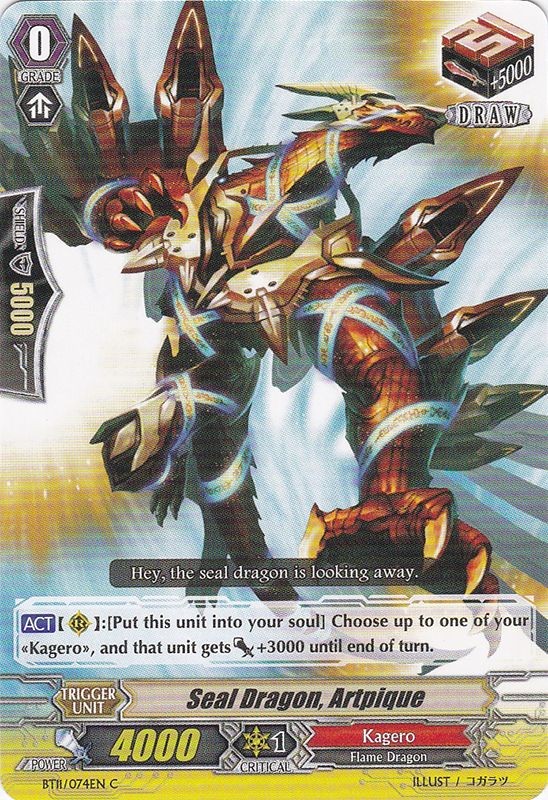 0
GRADE
引
+5000
DRAW
SHIELD
5000
Hey, the seal dragon is looking away.
ACT【 】:[Put this unit into your soul] Choose up to one of your
«Kagero», and that unit gets +3000 until end of turn.
TRIGGER
UNIT
Seal Dragon, Artpique
POWER
4000
1
CRITICAL
Kagero
Flame Dragon
BT11/074EN C
ILLUST / コガラツ